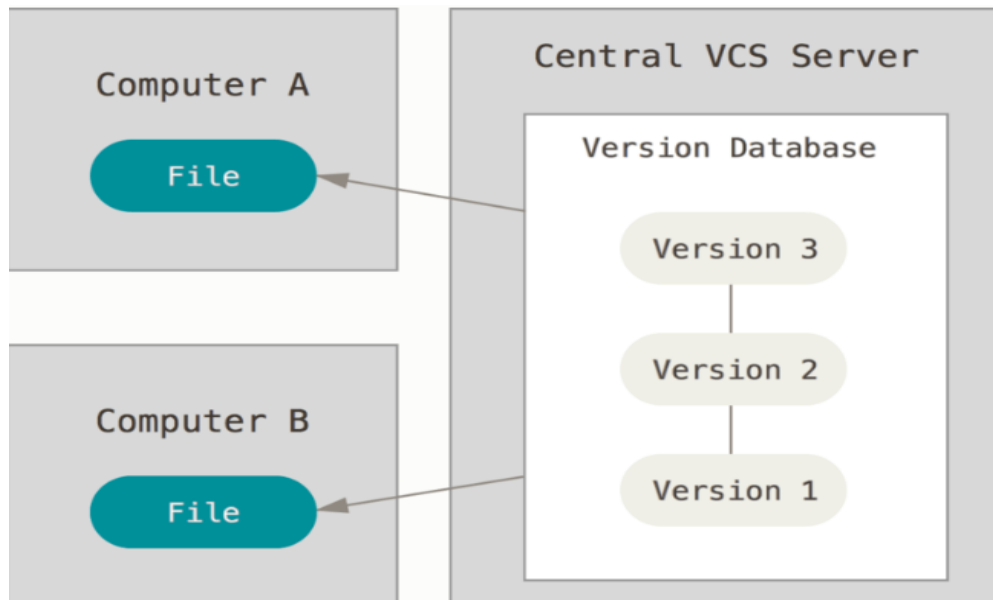 Computer A
File
Computer B
File
Central VCS Server
Version Database
Version 3
Version 2
Version 1